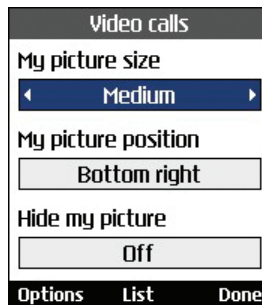 Video calls
My picture size
Medium
My picture position
Bottom right
Hide my picture
Off
Options List Done